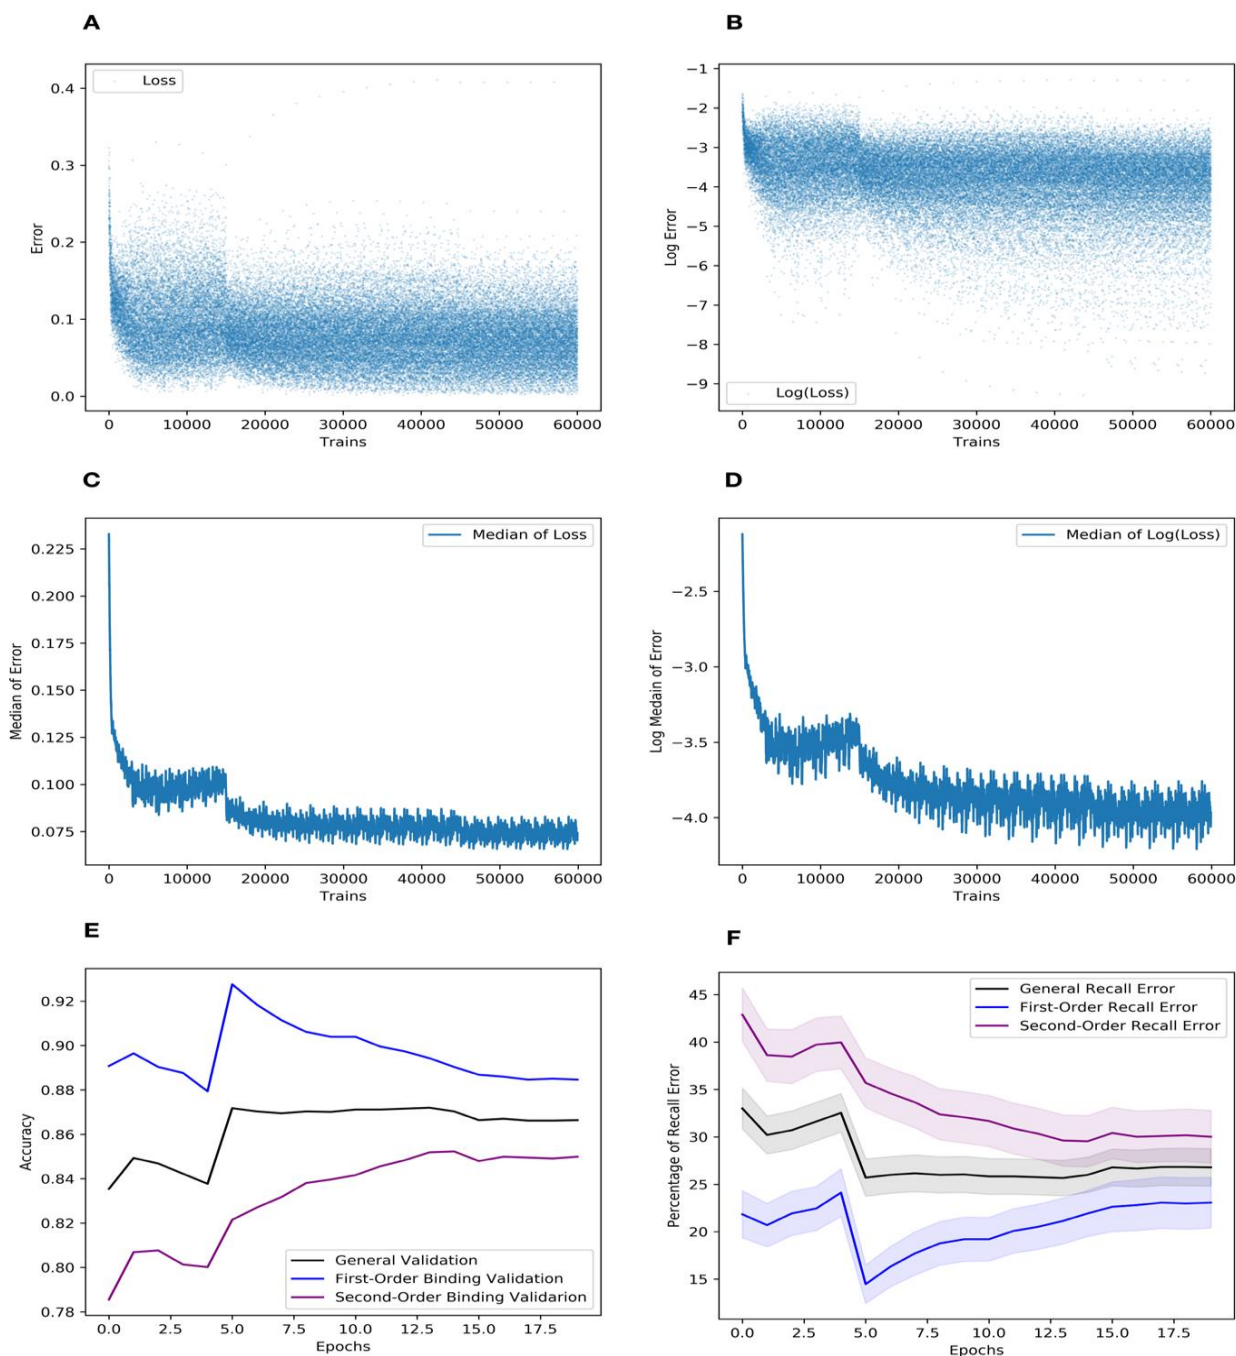 A
Loss
0.4
0.3
0.2
0.1
0.0
Error
0 10000 20000 30000 40000 50000 60000
Trains
B
−1
−2
−3
−4
−5
−6
−7
−8
−9
Log Error
Log(Loss)
0 10000 20000 30000 40000 50000 60000
Trains
C
Median of Loss
0.225
0.200
0.175
0.150
0.125
0.100
0.075
Median of Error
0 10000 20000 30000 40000 50000 60000
Trains
D
Median of Log(Loss)
−2.5
−3.0
−3.5
−4.0
Log Medain of Error
0 10000 20000 30000 40000 50000 60000
Trains
E
0.92
0.90
0.88
0.86
0.84
0.82
0.80
0.78
Accuracy
General Validation
First-Order Binding Validation
Second-Order Binding Validarion
0.0 2.5 5.0 7.5 10.0 12.5 15.0 17.5
Epochs
F
General Recall Error
First-Order Recall Error
Second-Order Recall Error
45
40
35
30
25
20
15
Percentage of Recall Error
0.0 2.5 5.0 7.5 10.0 12.5 15.0 17.5
Epochs